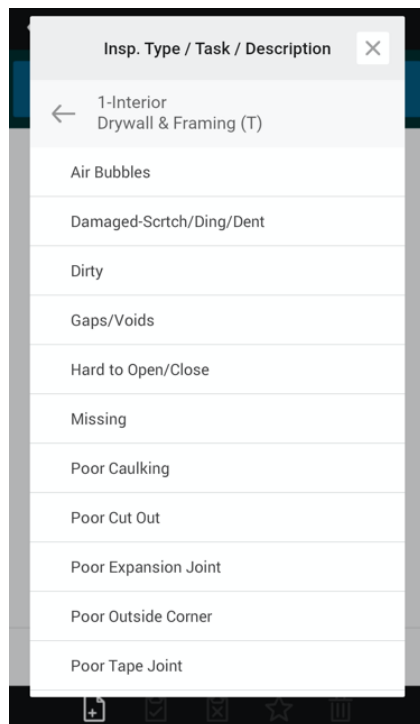 Insp. Type / Task / Description
1-Interior
Drywall & Framing (T)
Air Bubbles
Damaged-Scrtch/Ding/Dent
Dirty
Gaps/Voids
Hard to Open/Close
Missing
Poor Caulking
Poor Cut Out
Poor Expansion Joint
Poor Outside Corner
Poor Tape Joint